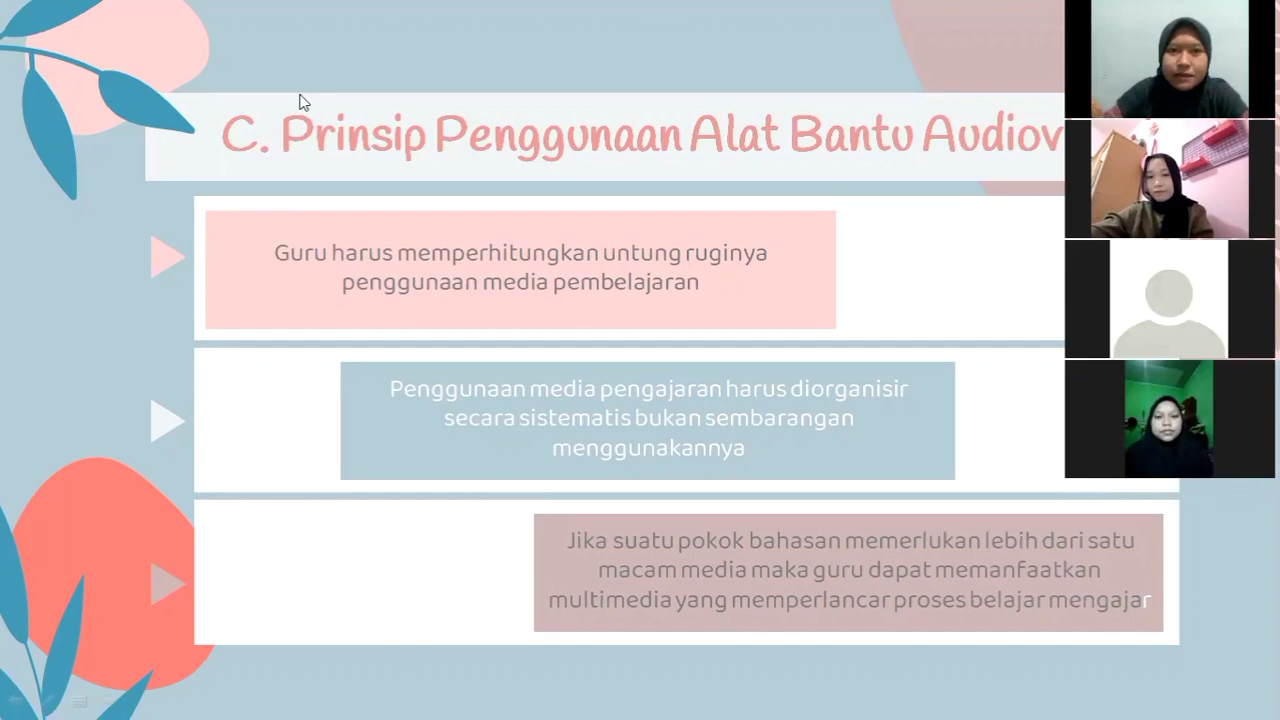 C. Prinsip Penggunaan Alat Bantu Audiov
Guru harus memperhitungkan untung ruginya
penggunaan media pembelajaran
Penggunaan media pengajaran harus diorganisir
secara sistematis bukan sembarangan
menggunakannya
Jika suatu pokok bahasan memerlukan lebih dari satu
macam media maka guru dapat memanfaatkan
multimedia yang memperlancar proses belajar mengajar